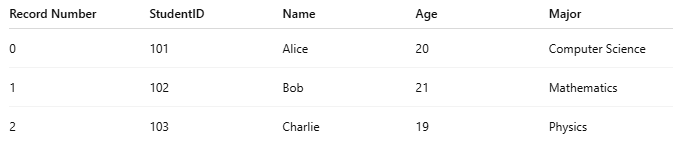 Record Number StudentID Name Age Major
0 101 Alice 20 Computer Science
1 102 Bob 21 Mathematics
2 103 Charlie 19 Physics